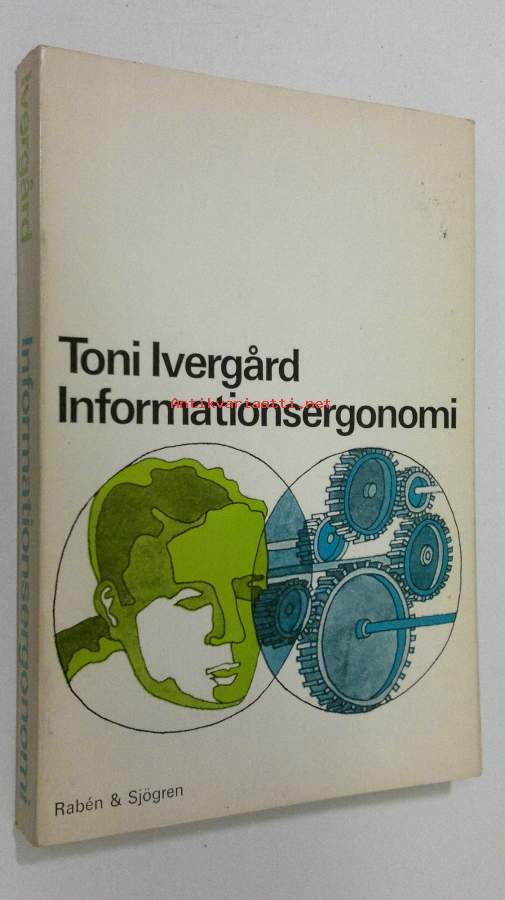 Ivergård Informationsergonomi
Toni Ivergård
Informationsergonomi
Antikvariaatti.net
Rabén & Sjögren